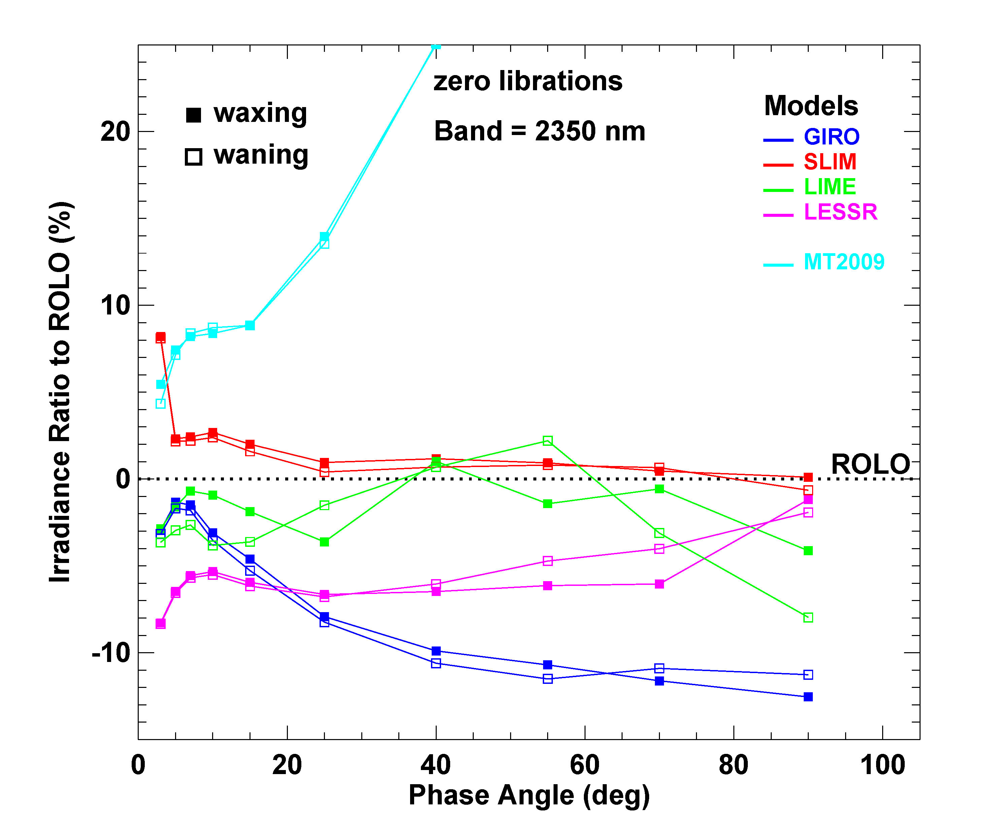 zero librations
waxing
Models
Band = 2350 nm
20
GIRO
waning
SLIM
LIME
LESSR
MT2009
10
Irradiance Ratio to ROLO (%)
ROLO
0
-10
0 20 40 60 80 100
Phase Angle (deg)